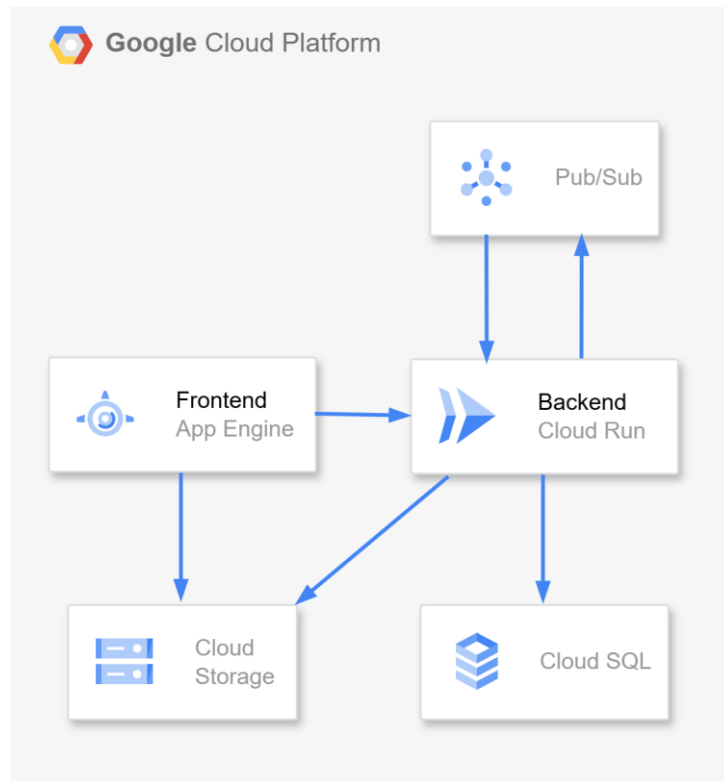 Google Cloud Platform
Pub/Sub
Frontend
App Engine
Backend
Cloud Run
Cloud
Storage
Cloud SQL